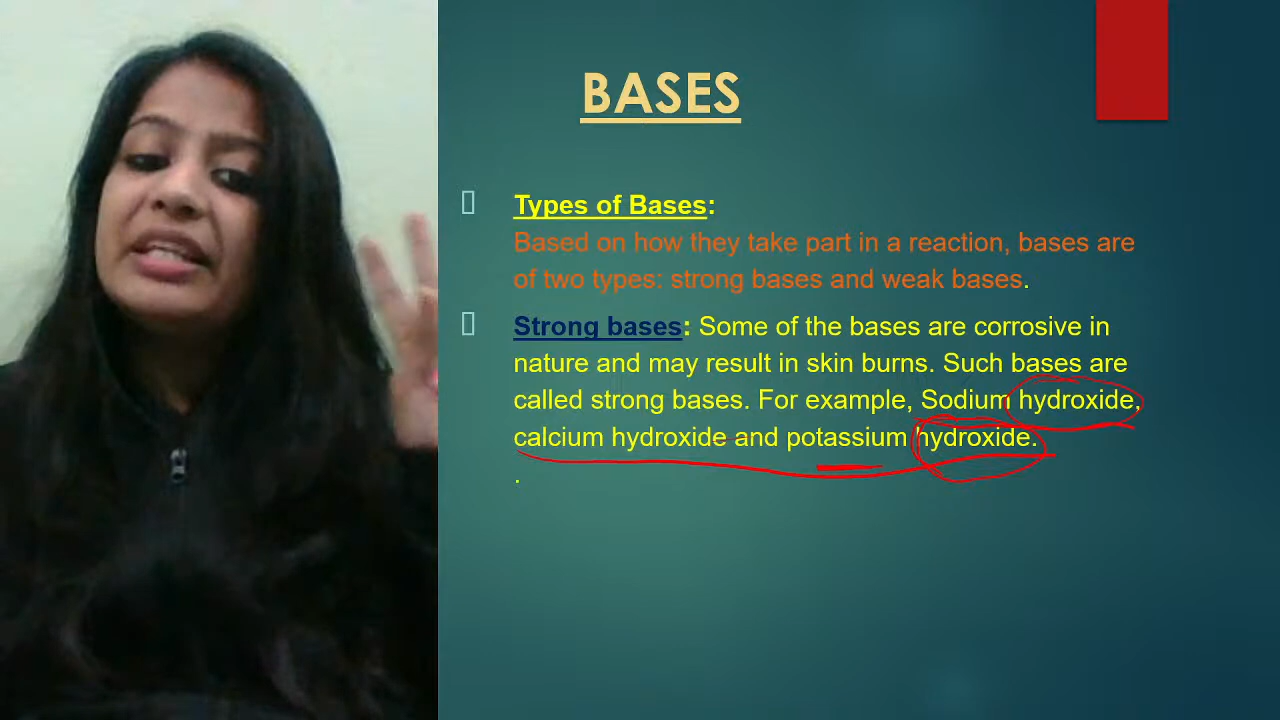 BASES
Types of Bases:
Based on how they take part in a reaction, bases are
of two types: strong bases and weak bases.
Strong bases: Some of the bases are corrosive in
nature and may result in skin burns. Such bases are
called strong bases. For example, Sodium hydroxide,
calcium hydroxide and potassium hydroxide.
.